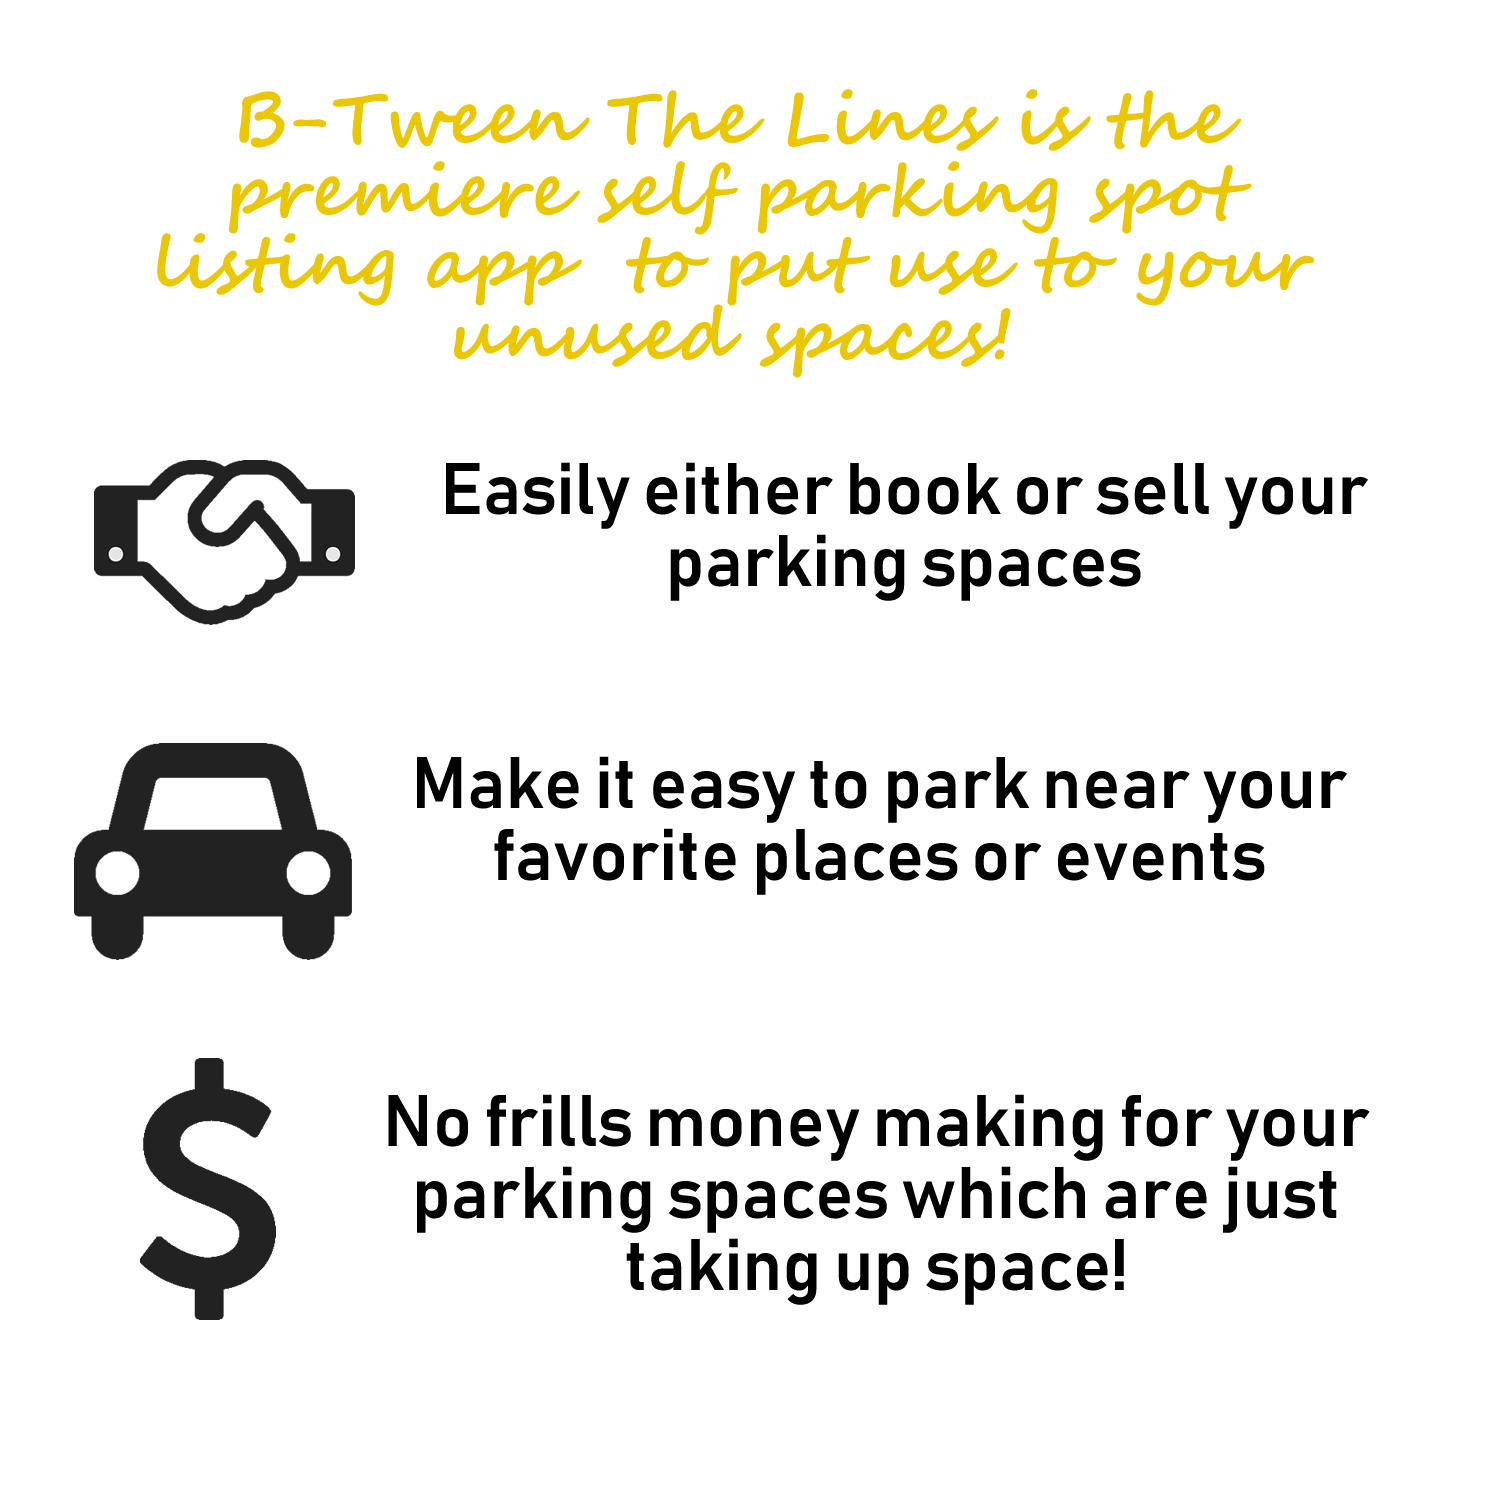 B-Tween The Lines is the
premiere self parking spot
listing app to put use to your
unused spaces!
Easily either book or sell your
parking spaces
Make it easy to park near your
favorite places or events
No frills money making for your
parking spaces which are just
taking up space!